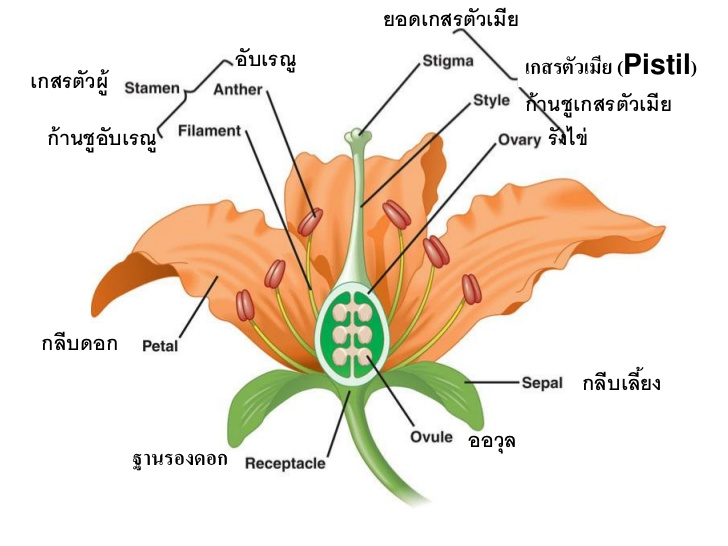 ยอดเกสรตัวเมีย
อับเรณู
Stigma
เกสรตัวเมีย (Pistil)
เกสรตัวผู้
Stamen
Anther
Style
ก้านชูเกสรตัวเมีย
ก้านชูอับเรณู
Filament
Ovary
รังไข่
กลีบดอก
Petal
Sepal
กลีบเลี้ยง
Ovule
ออวุล
ฐานรองดอก
Receptacle